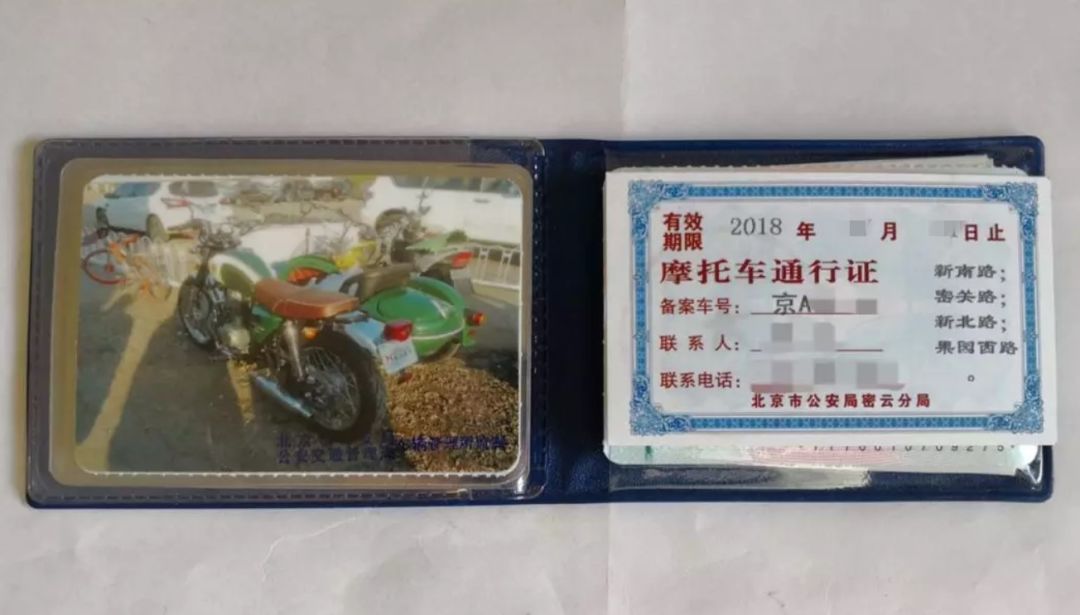 有效
期限 2018 年 月 日止
摩托车通行证
备案车号: 京A
联系人:
联系电话:
北京市公安局密云分局
新南路;
密关路;
新北路;
果园西路
。